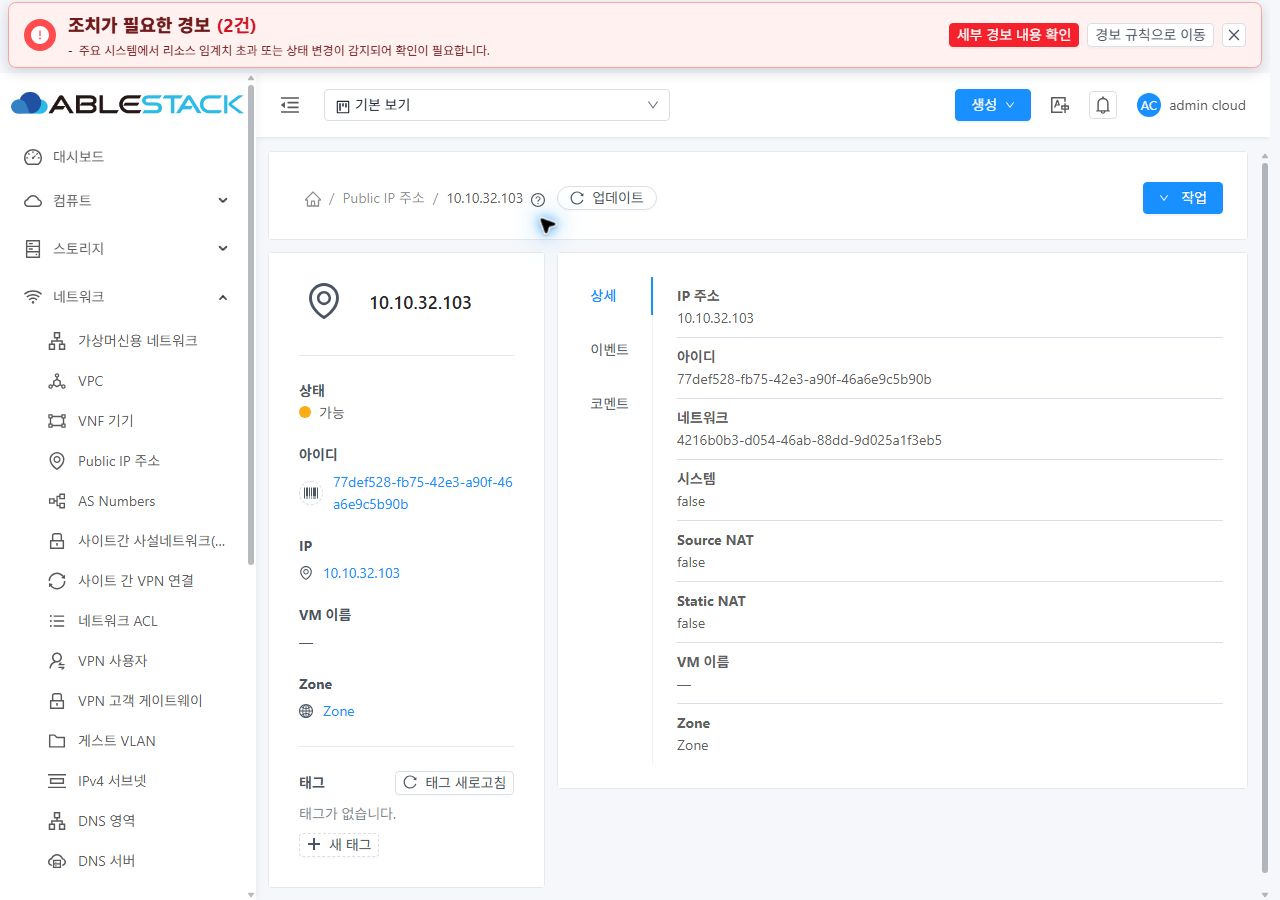 조치가 필요한 경보 (2건)
- 주요 시스템에서 리소스 임계치 초과 또는 상태 변경이 감지되어 확인이 필요합니다.
세부 경보 내용 확인
경보 규칙으로 이동
ABLESTACK
기본 보기
생성
AC
admin cloud
대시보드
컴퓨트
스토리지
네트워크
가상머신용 네트워크
VPC
VNF 기기
Public IP 주소
AS Numbers
사이트간 사설네트워크(...
사이트 간 VPN 연결
네트워크 ACL
VPN 사용자
VPN 고객 게이트웨이
게스트 VLAN
IPv4 서브넷
DNS 영역
DNS 서버
/ Public IP 주소 / 10.10.32.103
업데이트
작업
10.10.32.103
상태
가능
아이디
77def528-fb75-42e3-a90f-46
a6e9c5b90b
IP
10.10.32.103
VM 이름
—
Zone
Zone
태그
태그 새로고침
태그가 없습니다.
새 태그
상세
이벤트
코멘트
IP 주소
10.10.32.103
아이디
77def528-fb75-42e3-a90f-46a6e9c5b90b
네트워크
4216b0b3-d054-46ab-88dd-9d025a1f3eb5
시스템
false
Source NAT
false
Static NAT
false
VM 이름
—
Zone
Zone